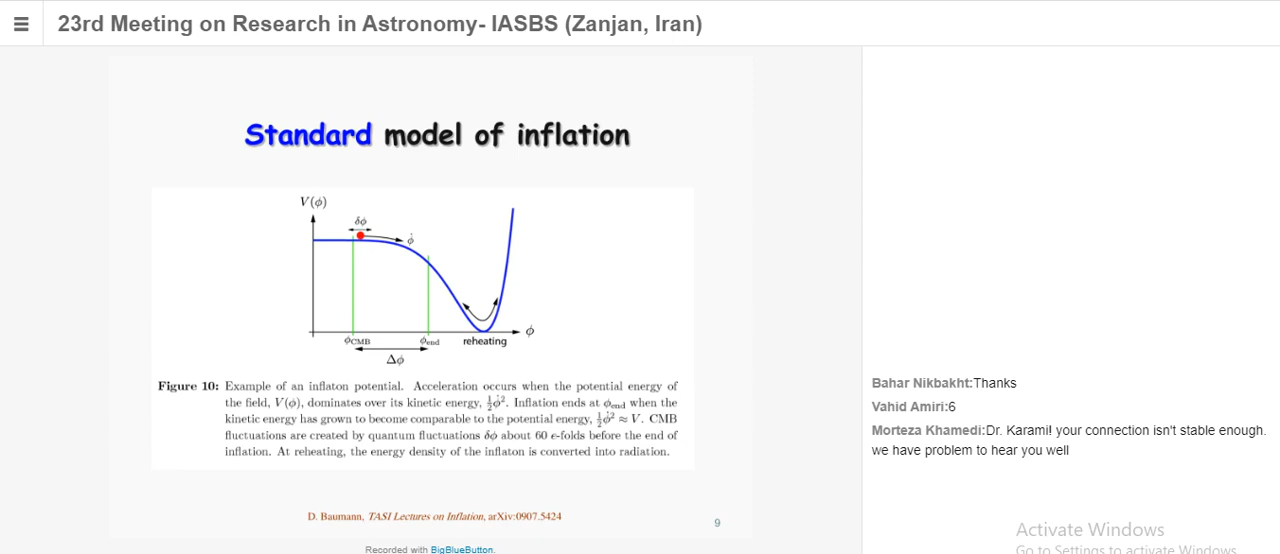 23rd Meeting on Research in Astronomy- IASBS (Zanjan, Iran)
Standard model of inflation
V(ϕ)
δϕ
ϕ̇
ϕCMB
ϕend
reheating
ϕ
Δϕ
Figure 10: Example of an inflaton potential. Acceleration occurs when the potential energy of
the field, V(ϕ), dominates over its kinetic energy, ½ϕ̇². Inflation ends at ϕend when the
kinetic energy has grown to become comparable to the potential energy, ½ϕ̇² ≈ V. CMB
fluctuations are created by quantum fluctuations δϕ about 60 e-folds before the end of
inflation. At reheating, the energy density of the inflaton is converted into radiation.
D. Baumann, TASI Lectures on Inflation, arXiv:0907.5424
9
Recorded with BigBlueButton.
Bahar Nikbakht:Thanks
Vahid Amiri:6
Morteza Khamedi:Dr. Karami! your connection isn't stable enough.
we have problem to hear you well
Activate Windows
Go to Settings to activate Windows